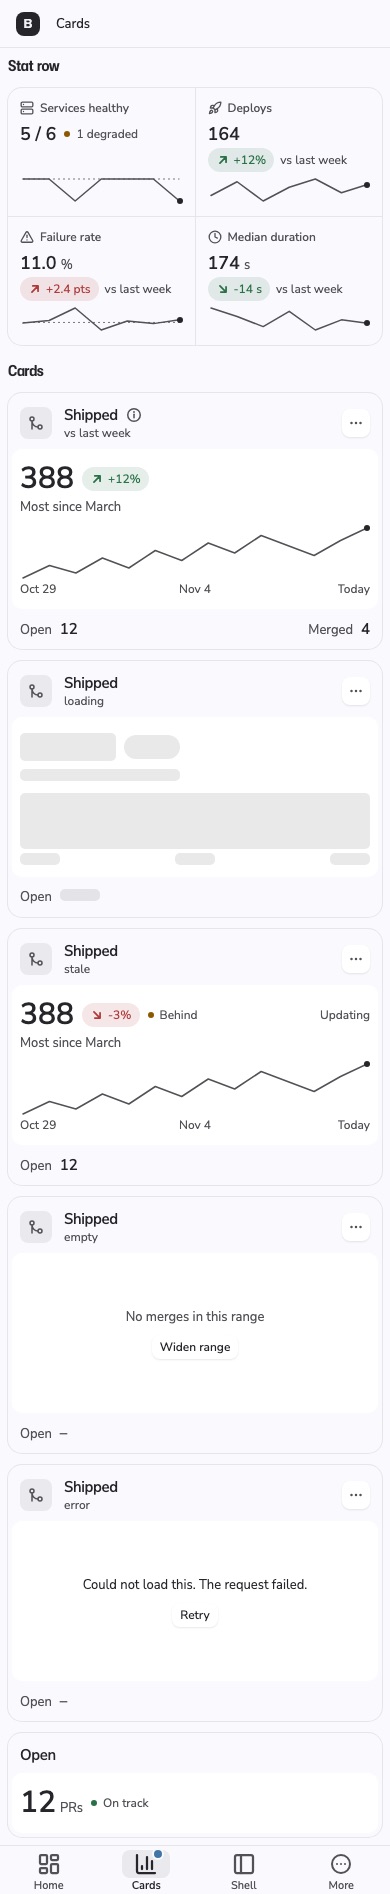 B Cards
Stat row
Services healthy
5 / 6 1 degraded
Deploys
164
+12% vs last week
Failure rate
11.0 %
+2.4 pts vs last week
Median duration
174 s
-14 s vs last week
Cards
Shipped
vs last week
388 +12%
Most since March
Oct 29 Nov 4 Today
Open 12 Merged 4
Shipped
loading
Open
Shipped
stale
388 -3% Behind Updating
Most since March
Oct 29 Nov 4 Today
Open 12
Shipped
empty
No merges in this range
Widen range
Open –
Shipped
error
Could not load this. The request failed.
Retry
Open –
Open
12 PRs On track
Home Cards Shell More